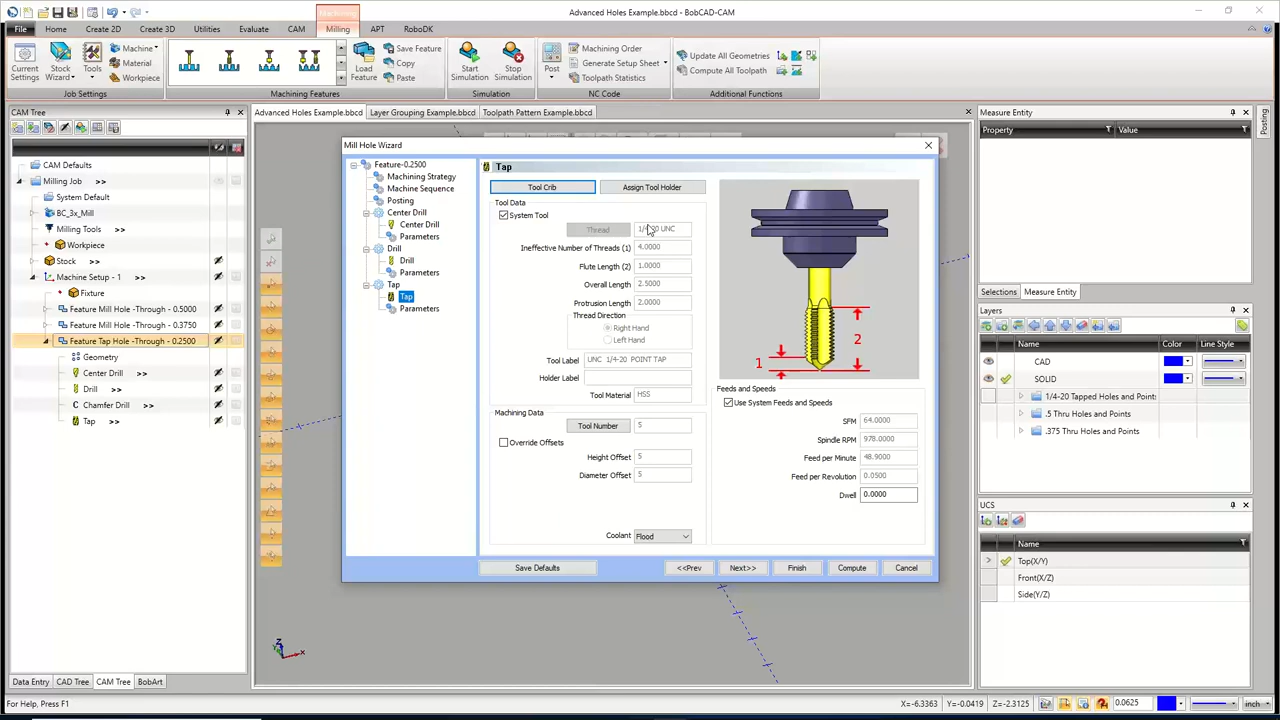 Advanced Holes Example.bbcd - BobCAD-CAM
Machining
File Home Create 2D Create 3D Utilities Evaluate CAM Milling APT RoboDK
Current Settings
Stock Wizard
Tools
Machine
Material
Workpiece
Job Settings
Load Feature
Save Feature
Copy
Paste
Machining Features
Start Simulation
Stop Simulation
Simulation
Post
Machining Order
Generate Setup Sheet
Toolpath Statistics
NC Code
Update All Geometries
Compute All Toolpath
Additional Functions
CAM Tree
CAM Defaults
Milling Job >>
System Default
BC_3x_Mill
Milling Tools >>
Workpiece
Stock >>
Machine Setup - 1
Fixture
Feature Mill Hole -Through - 0.5000
Feature Mill Hole -Through - 0.3750
Feature Tap Hole -Through - 0.2500
Geometry
Center Drill >>
Drill >>
Chamfer Drill >>
Tap >>
Data Entry CAD Tree CAM Tree BobArt
Advanced Holes Example.bbcd Layer Grouping Example.bbcd Toolpath Pattern Example.bbcd
Mill Hole Wizard
Feature-0.2500
Machining Strategy
Machine Sequence
Posting
Center Drill
Center Drill
Parameters
Drill
Drill
Parameters
Tap
Tap
Parameters
Tap
Tool Crib Assign Tool Holder
Tool Data
System Tool
Thread
Ineffective Number of Threads (1) 4.0000
Flute Length (2) 1.0000
Overall Length 2.5000
Protrusion Length 2.0000
Thread Direction
Right Hand
Left Hand
Tool Label UNC 1/4-20 POINT TAP
Holder Label
Tool Material HSS
Machining Data
Tool Number 5
Override Offsets
Height Offset 5
Diameter Offset 5
Coolant Flood
1 2
Feeds and Speeds
Use System Feeds and Speeds
SFM 64.0000
Spindle RPM 978.0000
Feed per Minute 48.9000
Feed per Revolution 0.0500
Dwell 0.0000
Save Defaults <<Prev Next>> Finish Compute Cancel
Measure Entity
Property Value
Posting
Selections Measure Entity
Layers
Name Color Line Style
CAD
SOLID
1/4-20 Tapped Holes and Point:
.5 Thru Holes and Points
.375 Thru Holes and Points
UCS
Name
Top(X/Y)
Front(X/Z)
Side(Y/Z)
Z
X
For Help, Press F1
X=-6.3363 Y=-0.0419 Z=-2.3125 0.0625 inch